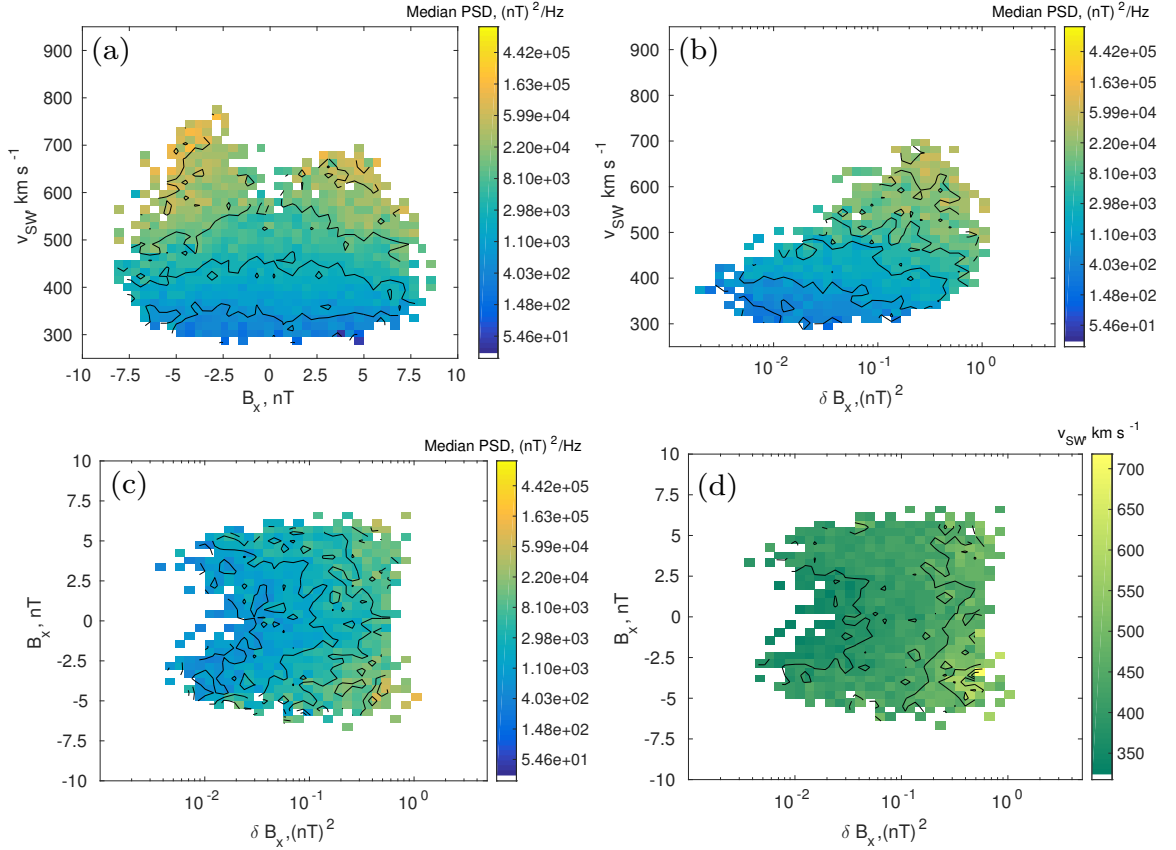 Median PSD, (nT)²/Hz
(a)
900
800
700
600
500
400
300
v_SW, km s⁻¹
-10 -7.5 -5 -2.5 0 2.5 5 7.5 10
B_x, nT
4.42e+05
1.63e+05
5.99e+04
2.20e+04
8.10e+03
2.98e+03
1.10e+03
4.03e+02
1.48e+02
5.46e+01
Median PSD, (nT)²/Hz
(b)
900
800
700
600
500
400
300
v_SW, km s⁻¹
10⁻² 10⁻¹ 10⁰
δ B_x,(nT)²
4.42e+05
1.63e+05
5.99e+04
2.20e+04
8.10e+03
2.98e+03
1.10e+03
4.03e+02
1.48e+02
5.46e+01
Median PSD, (nT)²/Hz
(c)
10
7.5
5
2.5
0
-2.5
-5
-7.5
-10
B_x, nT
10⁻² 10⁻¹ 10⁰
δ B_x,(nT)²
4.42e+05
1.63e+05
5.99e+04
2.20e+04
8.10e+03
2.98e+03
1.10e+03
4.03e+02
1.48e+02
5.46e+01
v_SW, km s⁻¹
(d)
10
7.5
5
2.5
0
-2.5
-5
-7.5
-10
B_x, nT
10⁻² 10⁻¹ 10⁰
δ B_x,(nT)²
700
650
600
550
500
450
400
350